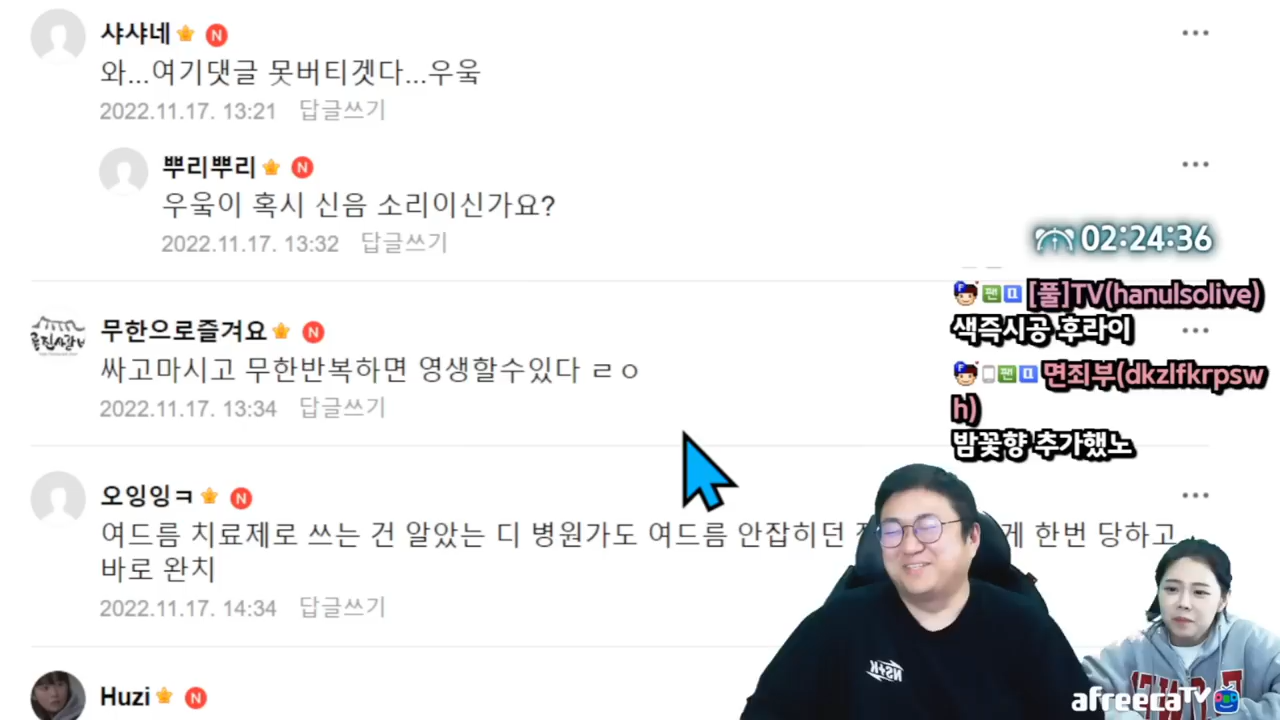 샤샤네
와...여기댓글 못버티겟다...우욱
2022.11.17. 13:21 답글쓰기
뿌리뿌리
우웈이 혹시 신음 소리이신가요?
2022.11.17. 13:32 답글쓰기
02:24:36
[풀]TV(hanulsolive)
색즉시공 후라이
무한으로즐겨요
싸고마시고 무한반복하면 영생할수있다 ㄹㅇ
2022.11.17. 13:34 답글쓰기
면죄부(dkzlfkrpsw
h)
밤꽃향 추가했노
오잉잉ㅋ
여드름 치료제로 쓰는 건 알았는 디 병원가도 여드름 안잡히던 게 한번 당하고
바로 완치
2022.11.17. 14:34 답글쓰기
Huzi
afreecaTV